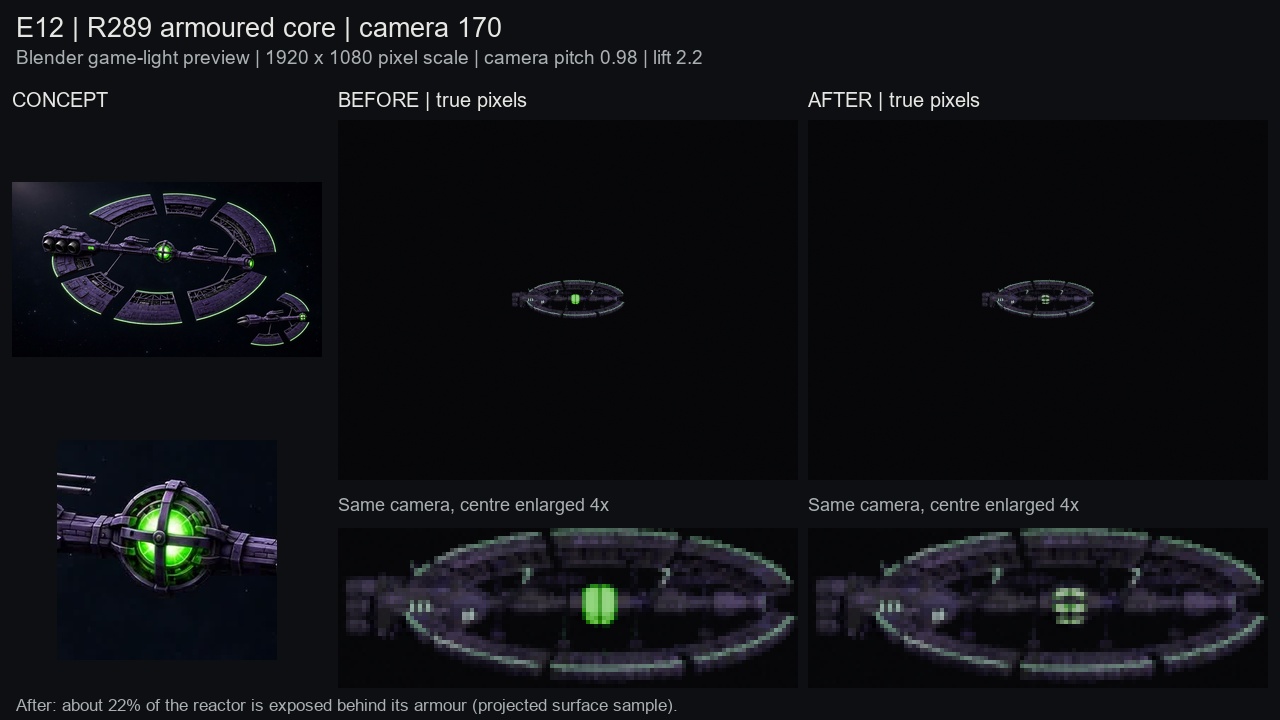 E12 | R289 armoured core | camera 170
Blender game-light preview | 1920 x 1080 pixel scale | camera pitch 0.98 | lift 2.2
CONCEPT
BEFORE | true pixels
AFTER | true pixels
Same camera, centre enlarged 4x
Same camera, centre enlarged 4x
After: about 22% of the reactor is exposed behind its armour (projected surface sample).